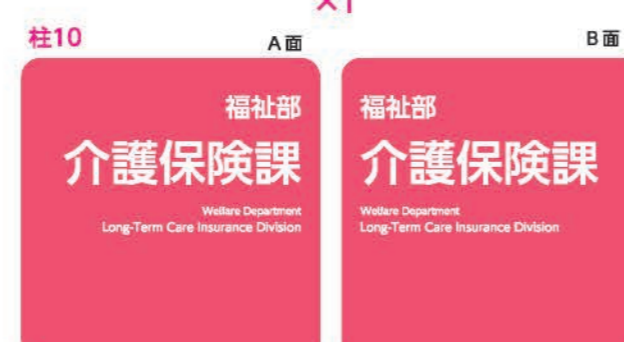 ×1
柱10
A面
福祉部
介護保険課
Welfare Department
Long-Term Care Insurance Division
B面
福祉部
介護保険課
Welfare Department
Long-Term Care Insurance Division